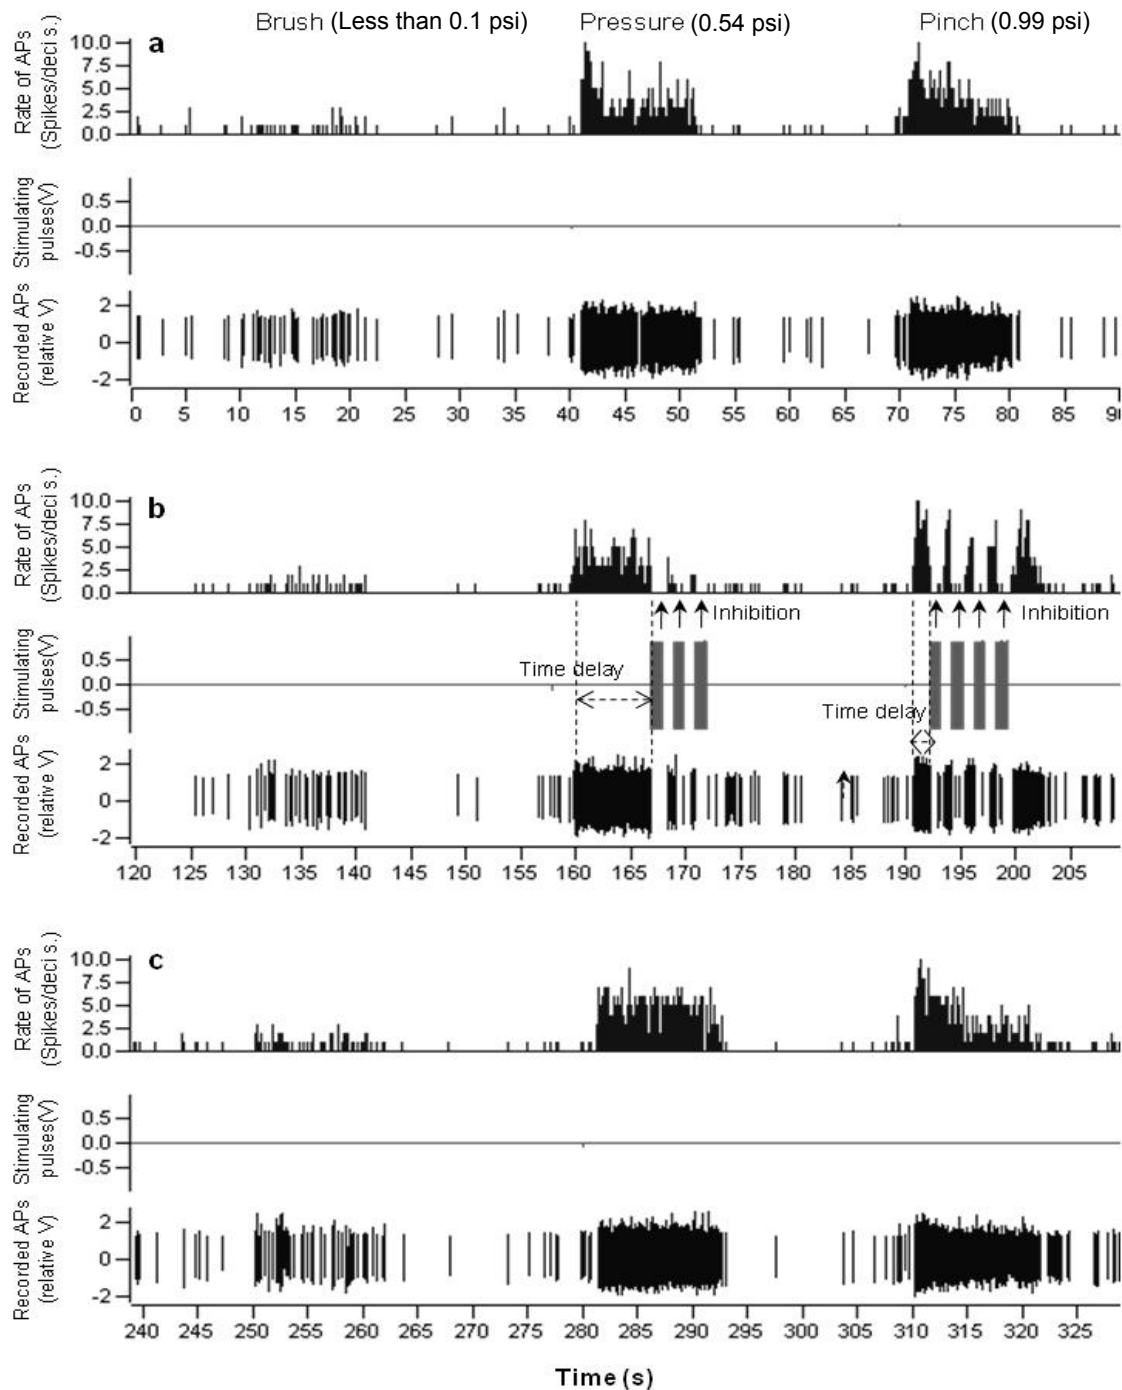 Brush (Less than 0.1 psi) Pressure (0.54 psi) Pinch (0.99 psi)
a
Rate of APs
(Spikes/deci s.)
10.0
7.5
5.0
2.5
0.0
Stimulating
pulses(V)
0.5
0.0
-0.5
Recorded APs
(relative V)
2
0
-2
0 5 10 15 20 25 30 35 40 45 50 55 60 65 70 75 80 85 90
b
Rate of APs
(Spikes/deci s.)
10.0
7.5
5.0
2.5
0.0
Inhibition Inhibition
Stimulating
pulses(V)
0.5
0.0
-0.5
Time delay
Time delay
Recorded APs
(relative V)
2
0
-2
120 125 130 135 140 145 150 155 160 165 170 175 180 185 190 195 200 205
c
Rate of APs
(Spikes/deci s.)
10.0
7.5
5.0
2.5
0.0
Stimulating
pulses(V)
0.5
0.0
-0.5
Recorded APs
(relative V)
2
0
-2
240 245 250 255 260 265 270 275 280 285 290 295 300 305 310 315 320 325
Time (s)